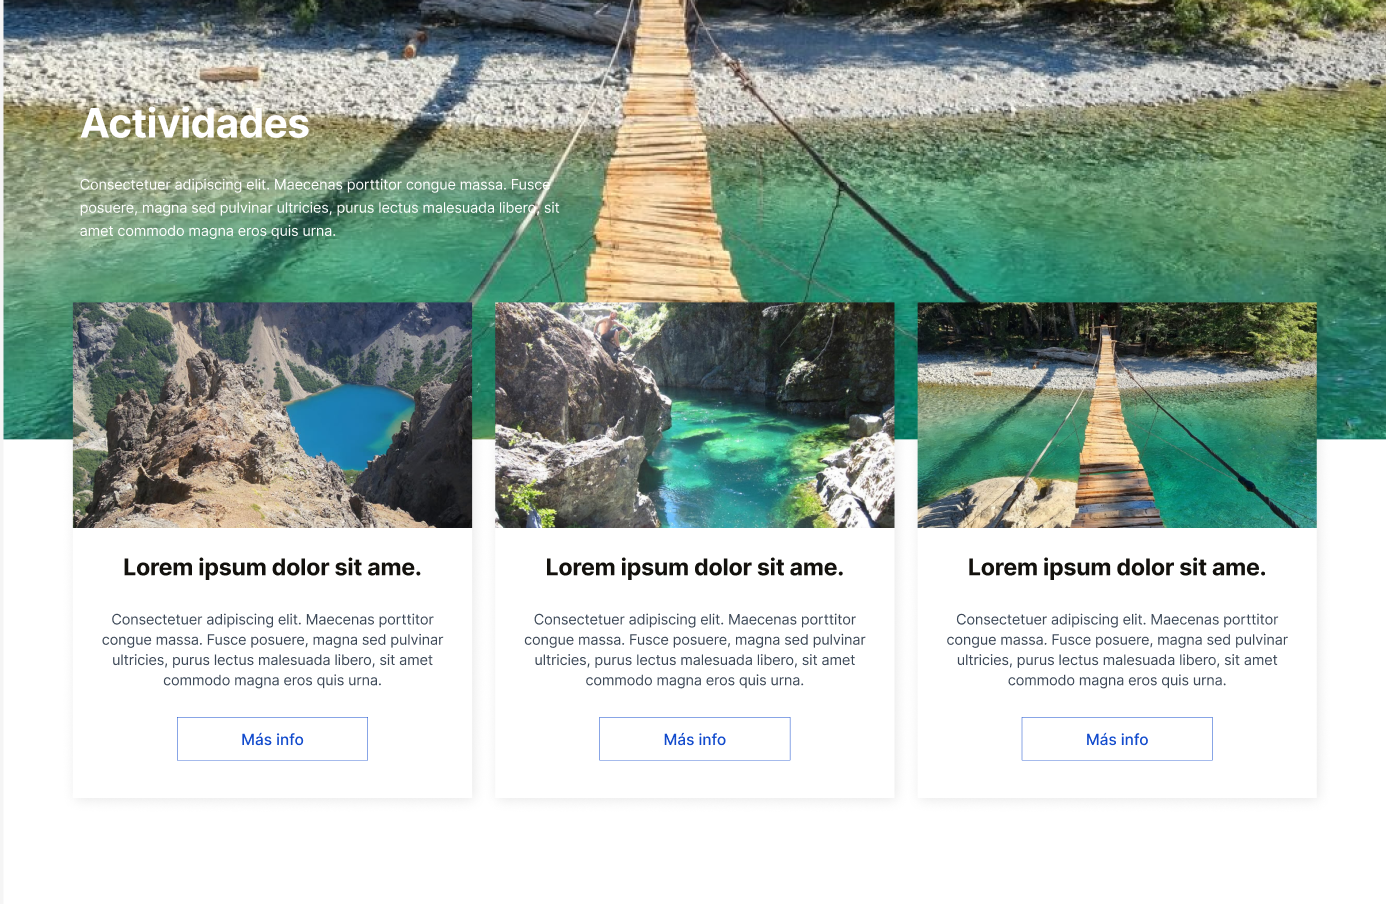 Actividades
Consectetuer adipiscing elit. Maecenas porttitor congue massa. Fusce
posuere, magna sed pulvinar ultricies, purus lectus malesuada libero, sit
amet commodo magna eros quis urna.
Lorem ipsum dolor sit ame.
Consectetuer adipiscing elit. Maecenas porttitor
congue massa. Fusce posuere, magna sed pulvinar
ultricies, purus lectus malesuada libero, sit amet
commodo magna eros quis urna.
Más info
Lorem ipsum dolor sit ame.
Consectetuer adipiscing elit. Maecenas porttitor
congue massa. Fusce posuere, magna sed pulvinar
ultricies, purus lectus malesuada libero, sit amet
commodo magna eros quis urna.
Más info
Lorem ipsum dolor sit ame.
Consectetuer adipiscing elit. Maecenas porttitor
congue massa. Fusce posuere, magna sed pulvinar
ultricies, purus lectus malesuada libero, sit amet
commodo magna eros quis urna.
Más info